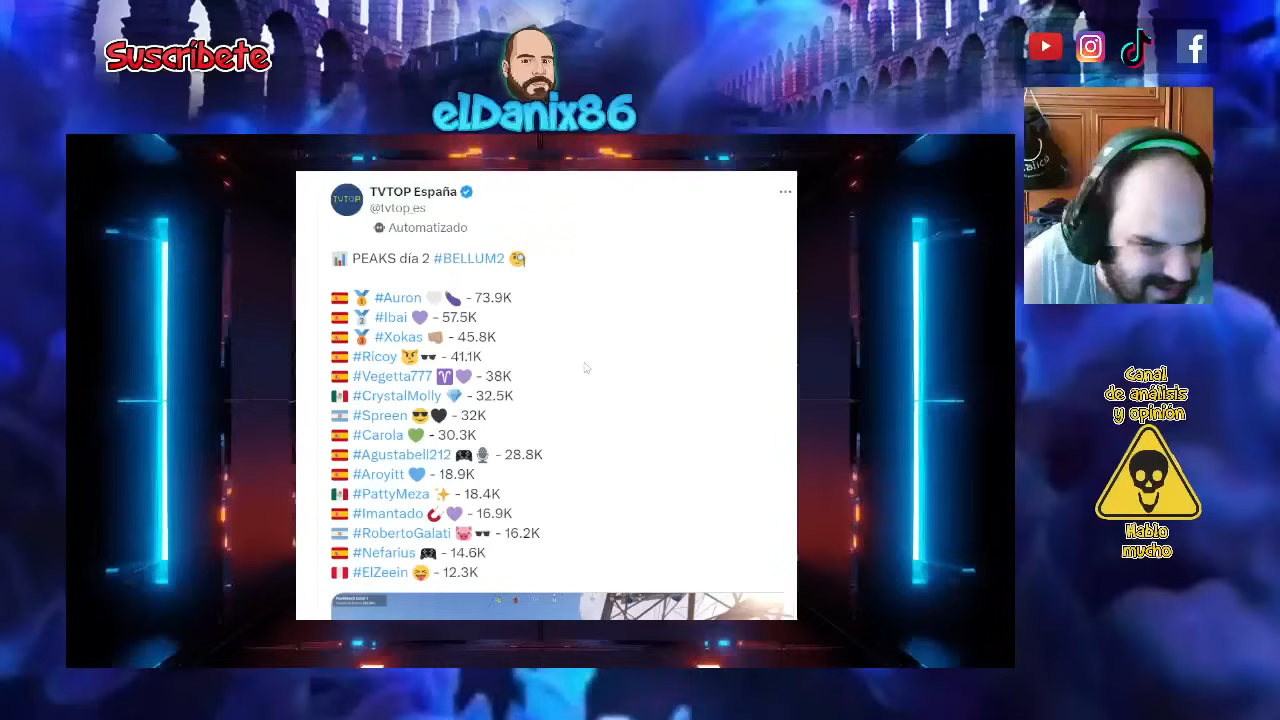 Suscríbete
elDanix86
TVTOP
TVTOP España
@tvtop_es
Automatizado
PEAKS día 2 #BELLUM2
#Auron - 73.9K
#Ibai - 57.5K
#Xokas - 45.8K
#Ricoy - 41.1K
#Vegetta777 - 38K
#CrystalMolly - 32.5K
#Spreen - 32K
#Carola - 30.3K
#Agustabell212 - 28.8K
#Aroyitt - 18.9K
#PattyMeza - 18.4K
#Imantado - 16.9K
#RobertoGalati - 16.2K
#Nefarius - 14.6K
#ElZeein - 12.3K
Canal
de análisis
y opinión
Hablo
mucho